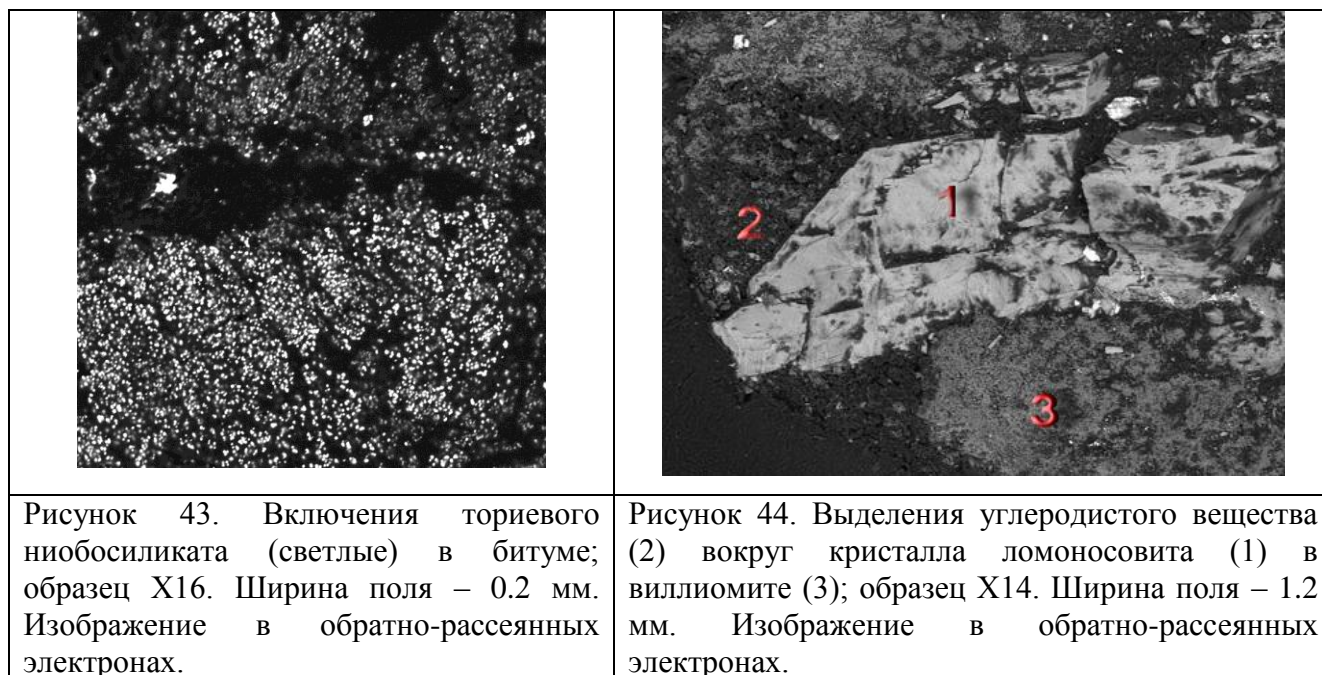 1
2
3
Рисунок 43. Включения ториевого
ниобосиликата (светлые) в битуме;
образец X16. Ширина поля – 0.2 мм.
Изображение в обратно-рассеянных
электронах.
Рисунок 44. Выделения углеродистого вещества
(2) вокруг кристалла ломоносовита (1) в
виллиомите (3); образец X14. Ширина поля – 1.2
мм. Изображение в обратно-рассеянных
электронах.